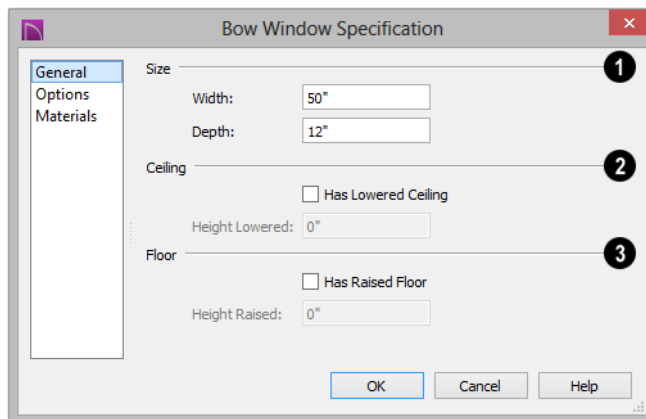 Bow Window Specification
General
Options
Materials
Size
1
Width:
50"
Depth:
12"
Ceiling
2
Has Lowered Ceiling
Height Lowered:
0"
Floor
3
Has Raised Floor
Height Raised:
0"
OK
Cancel
Help